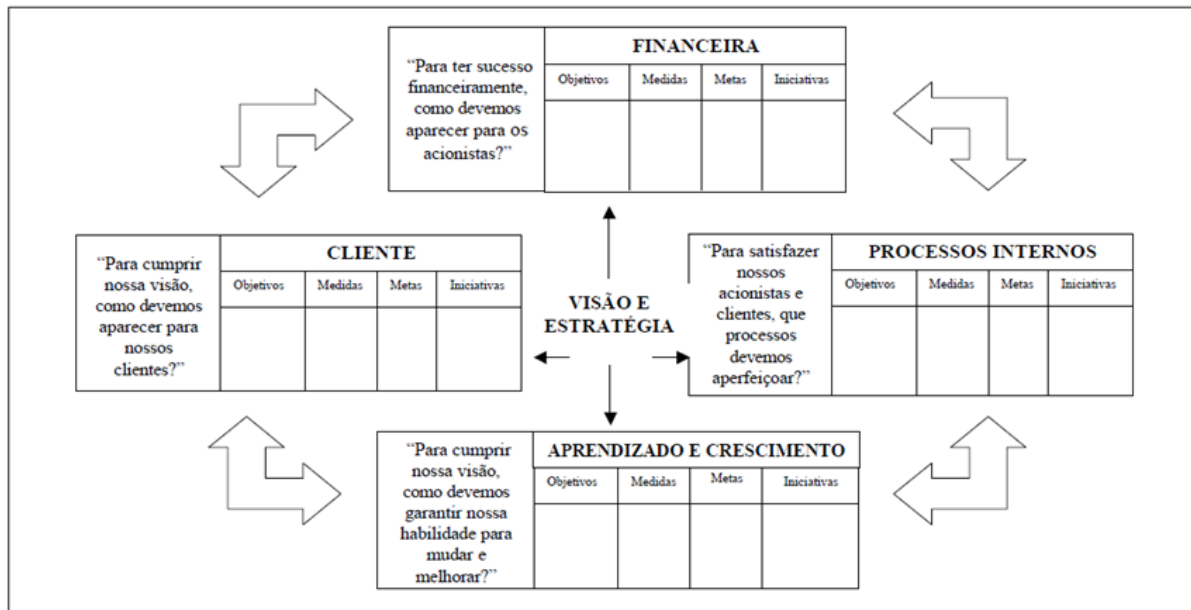 “Para ter sucesso
financeiramente,
como devemos
aparecer para os
acionistas?”
FINANCEIRA
Objetivos Medidas Metas Iniciativas
“Para cumprir
nossa visão,
como devemos
aparecer para
nossos
clientes?”
CLIENTE
Objetivos Medidas Metas Iniciativas
VISÃO E
ESTRATÉGIA
“Para satisfazer
nossos
acionistas e
clientes, que
processos
devemos
aperfeiçoar?”
PROCESSOS INTERNOS
Objetivos Medidas Metas Iniciativas
“Para cumprir
nossa visão,
como devemos
garantir nossa
habilidade para
mudar e
melhorar?”
APRENDIZADO E CRESCIMENTO
Objetivos Medidas Metas Iniciativas